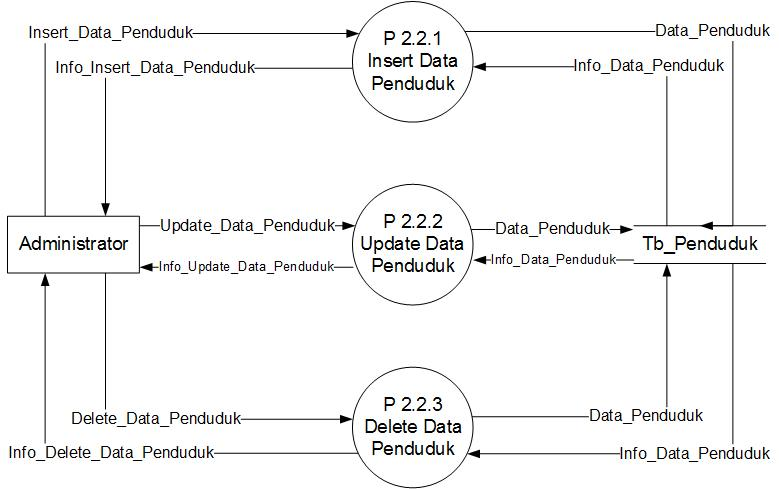 Insert_Data_Penduduk
P 2.2.1
Insert Data
Penduduk
Data_Penduduk
Info_Insert_Data_Penduduk
Info_Data_Penduduk
Administrator
Update_Data_Penduduk
P 2.2.2
Update Data
Penduduk
Data_Penduduk
Tb_Penduduk
Info_Update_Data_Penduduk
Info_Data_Penduduk
Delete_Data_Penduduk
P 2.2.3
Delete Data
Penduduk
Data_Penduduk
Info_Delete_Data_Penduduk
Info_Data_Penduduk